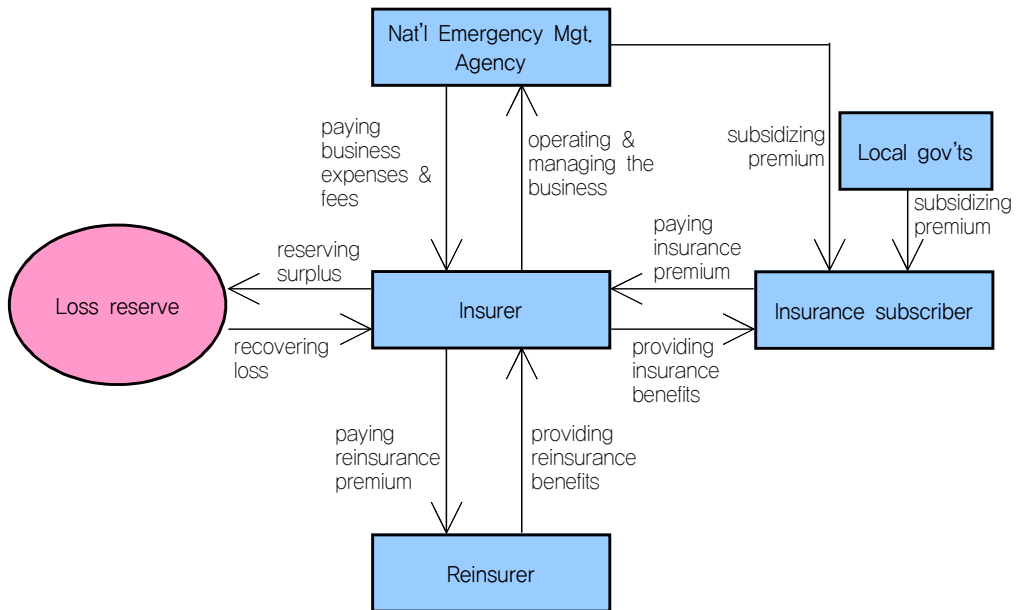 Nat'l Emergency Mgt.
Agency
paying
business
expenses &
fees
operating &
managing the
business
subsidizing
premium
Local gov'ts
subsidizing
premium
reserving
surplus
paying
insurance
premium
Loss reserve
Insurer
Insurance subscriber
recovering
loss
providing
insurance
benefits
paying
reinsurance
premium
providing
reinsurance
benefits
Reinsurer